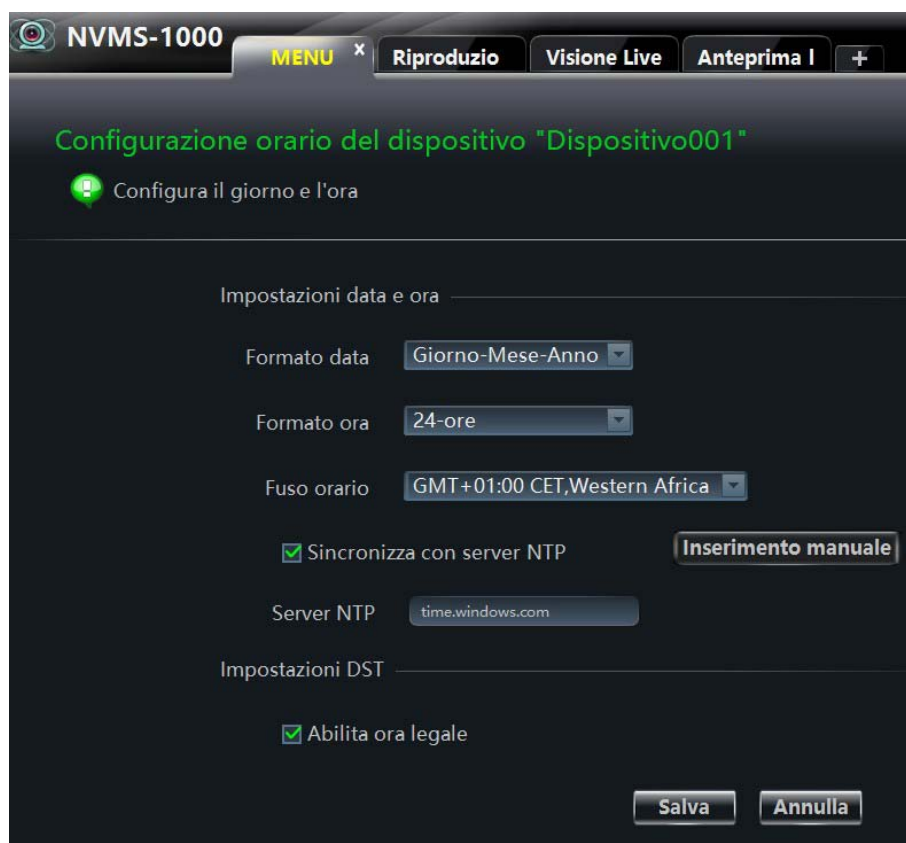 NVMS-1000
MENU x Riproduzio Visione Live Anteprima l +
Configurazione orario del dispositivo "Dispositivo001"
Configura il giorno e l'ora
Impostazioni data e ora
Formato data Giorno-Mese-Anno
Formato ora 24-ore
Fuso orario GMT+01:00 CET,Western Africa
Sincronizza con server NTP Inserimento manuale
Server NTP time.windows.com
Impostazioni DST
Abilita ora legale
Salva Annulla